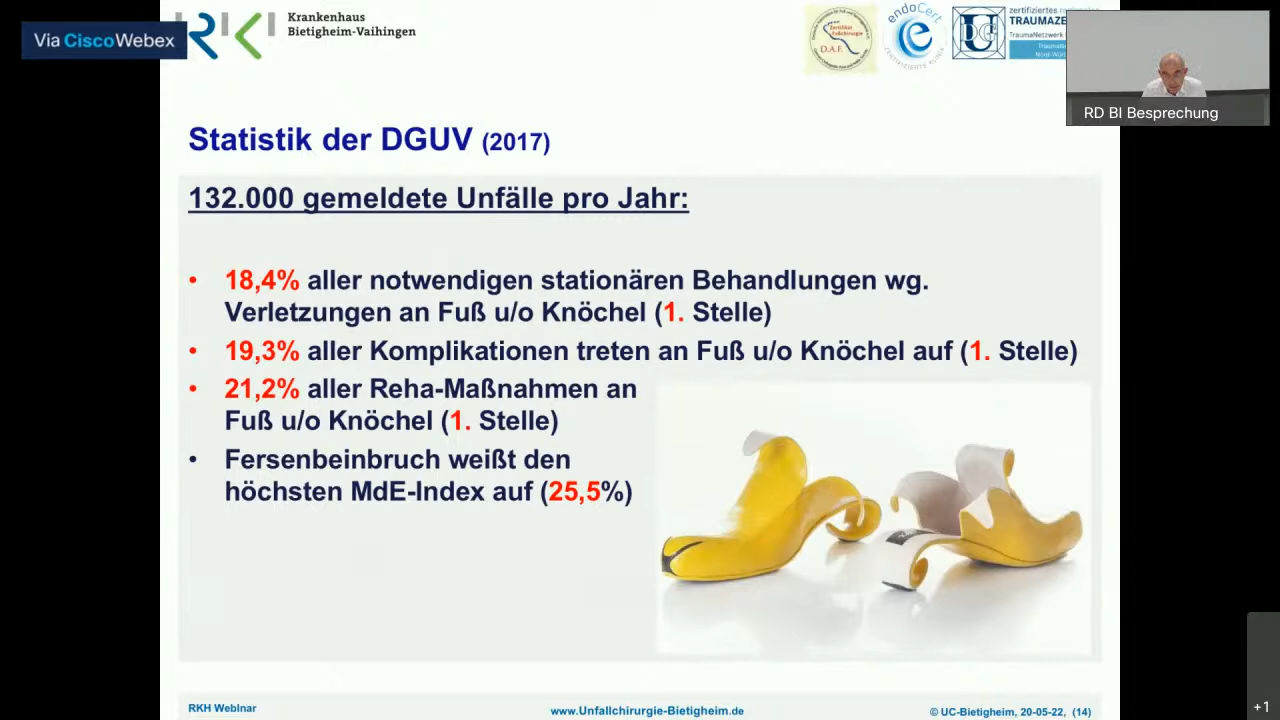 Via CiscoWebex
RKH
Krankenhaus
Bietigheim-Vaihingen
Zertifikat
Fußchirurgie
D.A.F.
endoCert
zertifiziertes regionales
TRAUMAZE
TraumaNetzwerk
RD BI Besprechung
Statistik der DGUV (2017)
132.000 gemeldete Unfälle pro Jahr:
• 18,4% aller notwendigen stationären Behandlungen wg.
Verletzungen an Fuß u/o Knöchel (1. Stelle)
• 19,3% aller Komplikationen treten an Fuß u/o Knöchel auf (1. Stelle)
• 21,2% aller Reha-Maßnahmen an
Fuß u/o Knöchel (1. Stelle)
• Fersenbeinbruch weißt den
höchsten MdE-Index auf (25,5%)
RKH WebInar
www.Unfallchirurgie-Bietigheim.de
© UC-Bietigheim, 20-05-22, (14)
+1